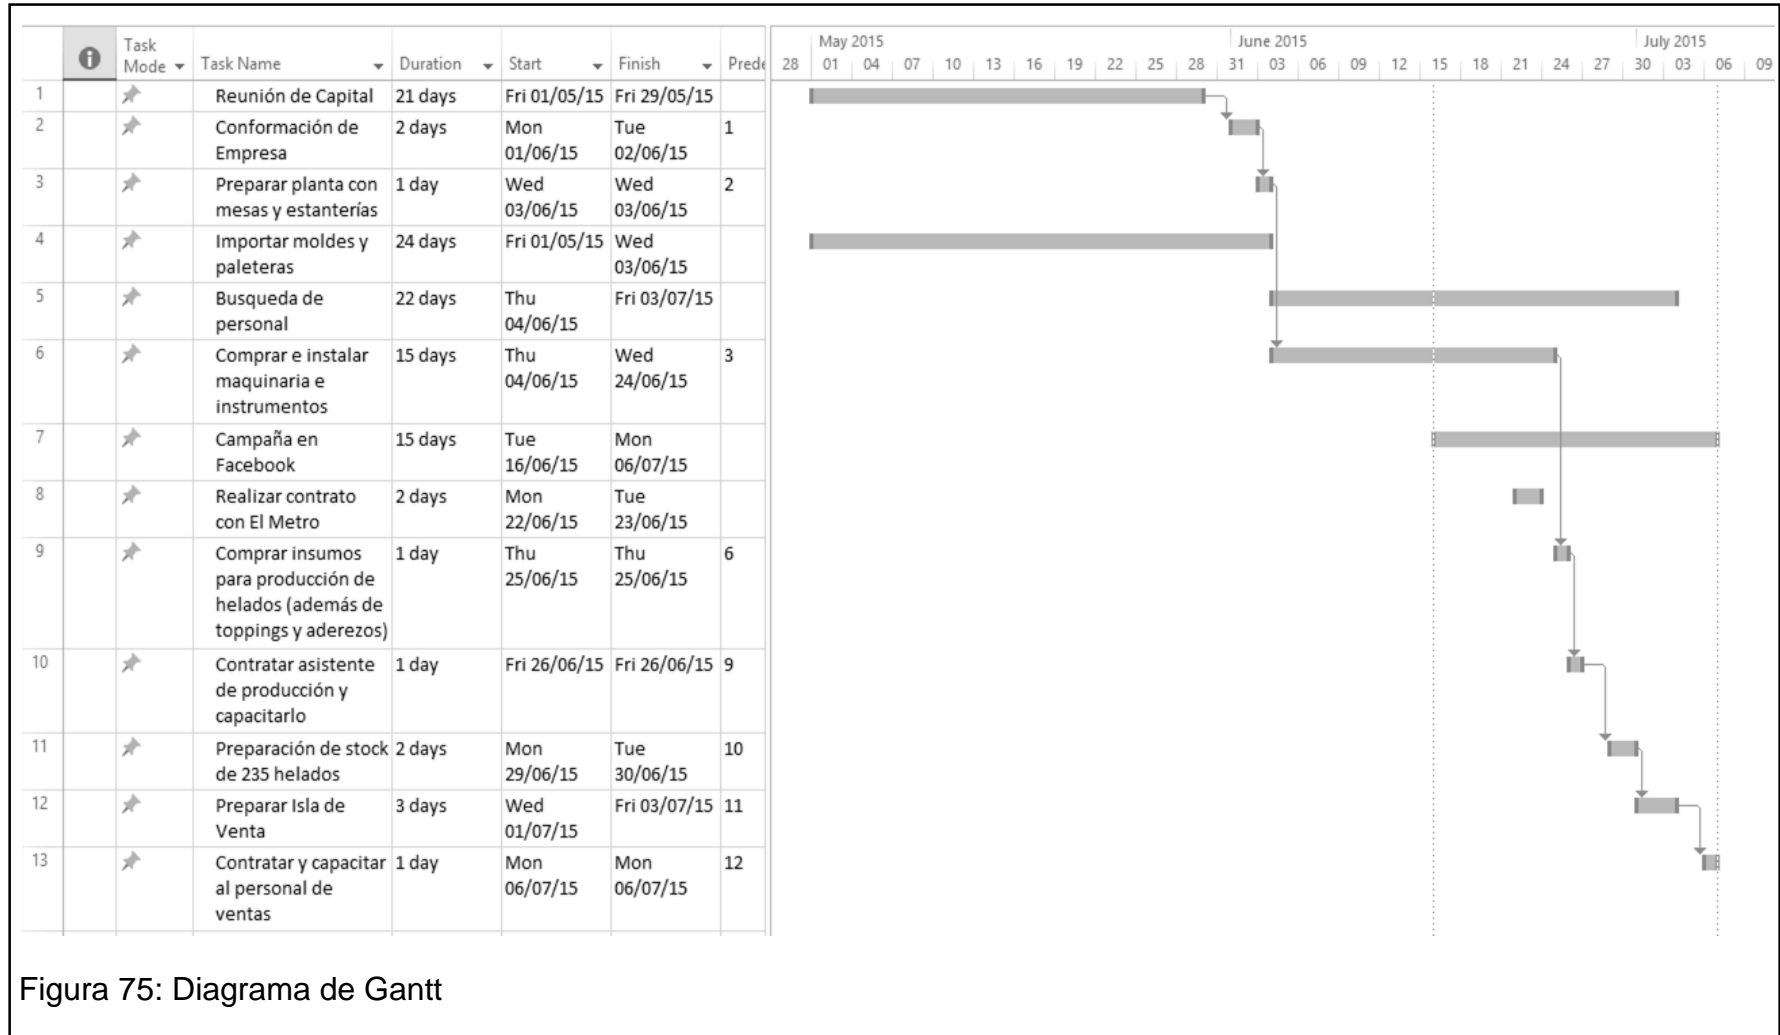 Task
Mode Task Name Duration Start Finish Prede
May 2015 June 2015 July 2015
28 01 04 07 10 13 16 19 22 25 28 31 03 06 09 12 15 18 21 24 27 30 03 06 09
1 Reunión de Capital 21 days Fri 01/05/15 Fri 29/05/15
2 Conformación de 2 days Mon Tue 1
Empresa 01/06/15 02/06/15
3 Preparar planta con 1 day Wed Wed 2
mesas y estanterías 03/06/15 03/06/15
4 Importar moldes y 24 days Fri 01/05/15 Wed
paleteras 03/06/15
5 Busqueda de 22 days Thu Fri 03/07/15
personal 04/06/15
6 Comprar e instalar 15 days Thu Wed 3
maquinaria e 04/06/15 24/06/15
instrumentos
7 Campaña en 15 days Tue Mon
Facebook 16/06/15 06/07/15
8 Realizar contrato 2 days Mon Tue
con El Metro 22/06/15 23/06/15
9 Comprar insumos 1 day Thu Thu 6
para producción de 25/06/15 25/06/15
helados (además de
toppings y aderezos)
10 Contratar asistente 1 day Fri 26/06/15 Fri 26/06/15 9
de producción y
capacitarlo
11 Preparación de stock 2 days Mon Tue 10
de 235 helados 29/06/15 30/06/15
12 Preparar Isla de 3 days Wed Fri 03/07/15 11
Venta 01/07/15
13 Contratar y capacitar 1 day Mon Mon 12
al personal de 06/07/15 06/07/15
ventas
Figura 75: Diagrama de Gantt